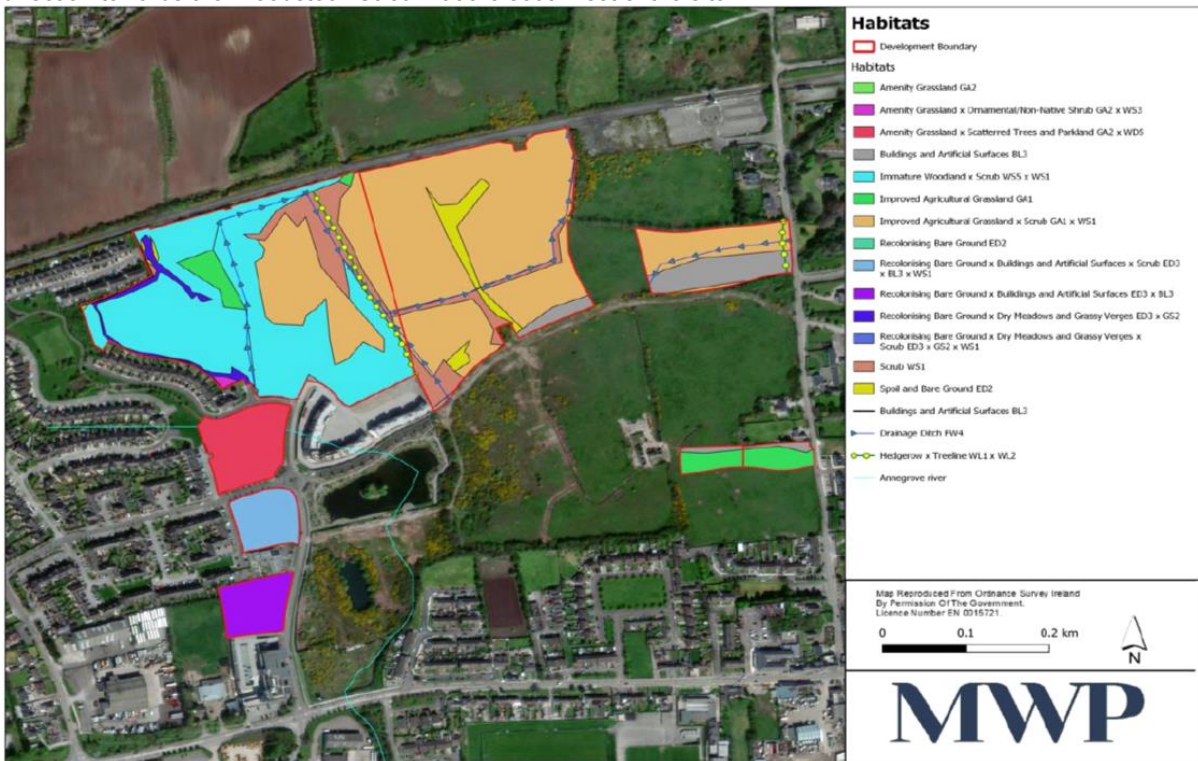 Habitats
Development Boundary
Habitats
Amenity Grassland GA2
Amenity Grassland x Ornamental/Non-Native Shrub GA2 x WS3
Amenity Grassland x Scatterred Trees and Parkland GA2 x WD5
Buildings and Artificial Surfaces BL3
Immature Woodland x Scrub WS5 x WS1
Improved Agricultural Grassland GA1
Improved Agricultural Grassland x Scrub GA1 x WS1
Recolonising Bare Ground ED2
Recolonising Bare Ground x Buildings and Artificial Surfaces x Scrub ED3
x BL3 x WS1
Recolonising Bare Ground x Buildings and Artificial Surfaces ED3 x BL3
Recolonising Bare Ground x Dry Meadows and Grassy Verges ED3 x GS2
Recolonising Bare Ground x Dry Meadows and Grassy Verges x
Scrub ED3 x GS2 x WS1
Scrub WS1
Spoil and Bare Ground ED2
Buildings and Artificial Surfaces BL3
Drainage Ditch FW4
Hedgerow x Treeline WL1 x WL2
Annegrove river
Map Reproduced From Ordnance Survey Ireland
By Permission Of The Government.
Licence Number EN 0015721.
0 0.1 0.2 km
N
MWP